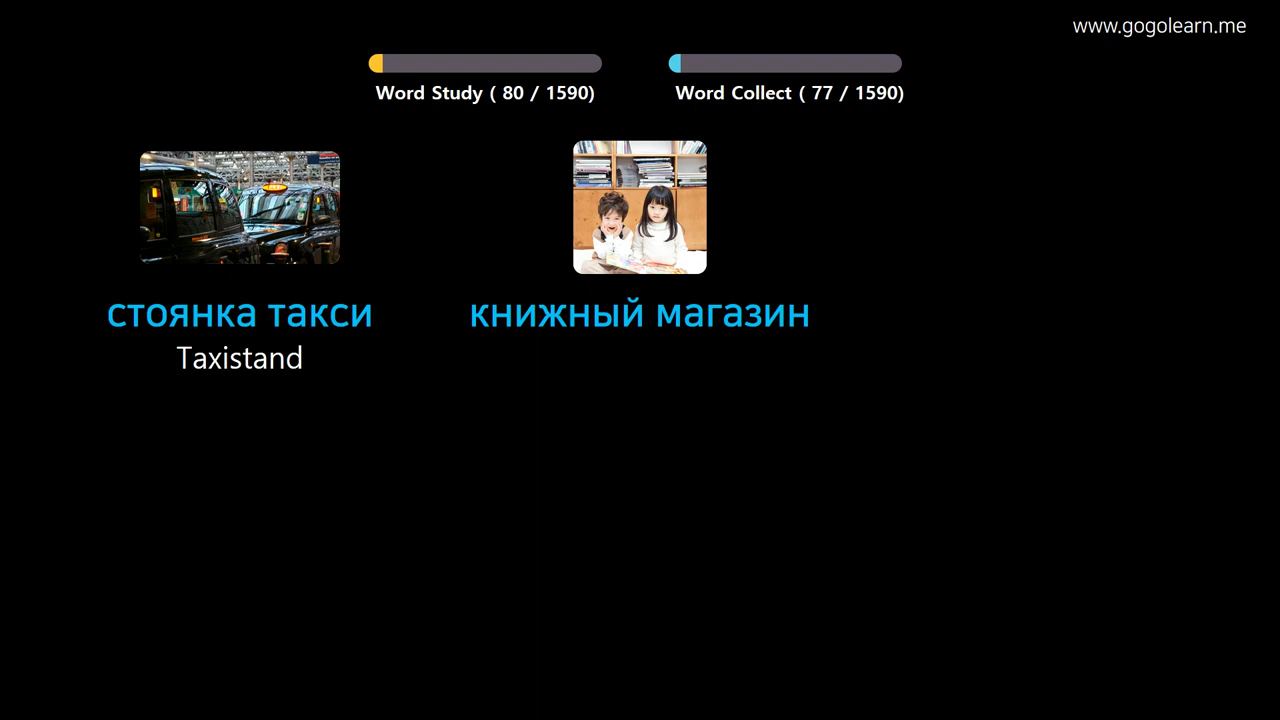 www.gogolearn.me
Word Study ( 80 / 1590)
Word Collect ( 77 / 1590)
стоянка такси
книжный магазин
Taxistand